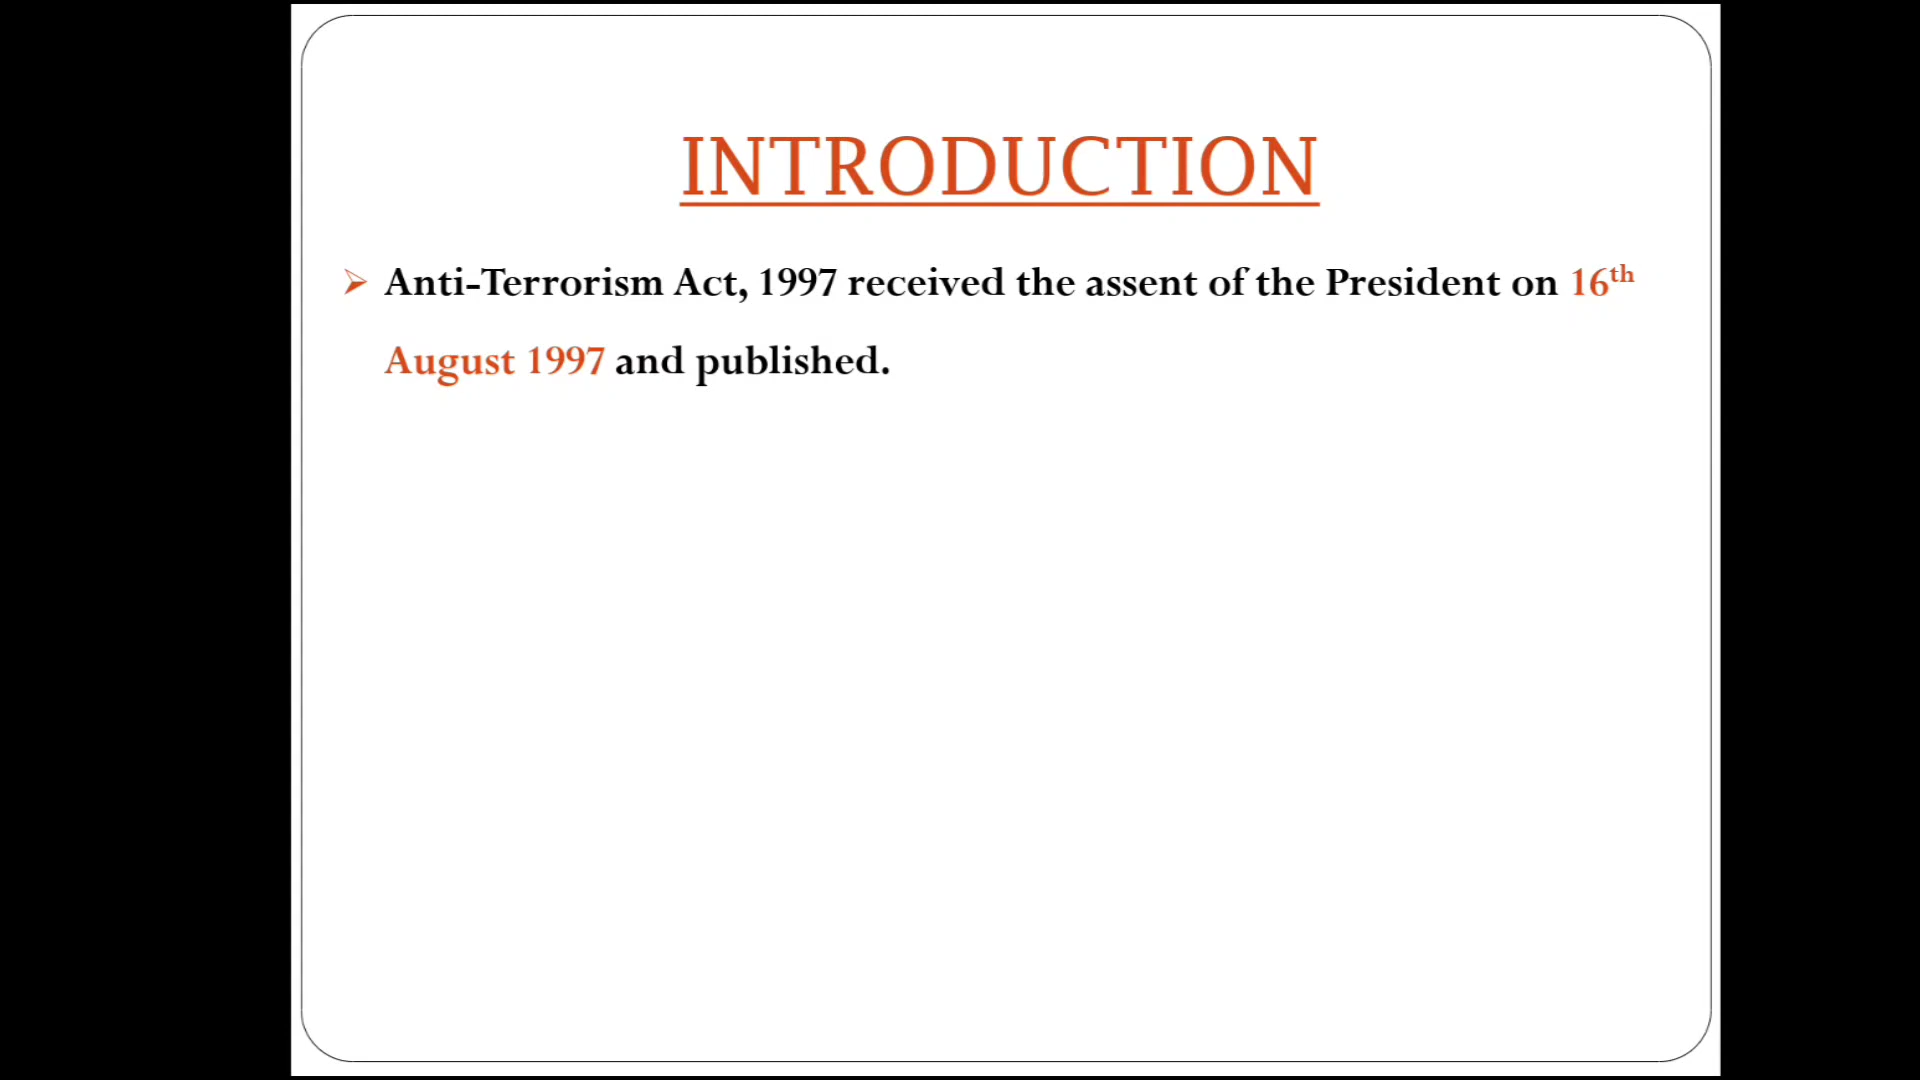 INTRODUCTION
➢ Anti-Terrorism Act, 1997 received the assent of the President on 16th
August 1997 and published.